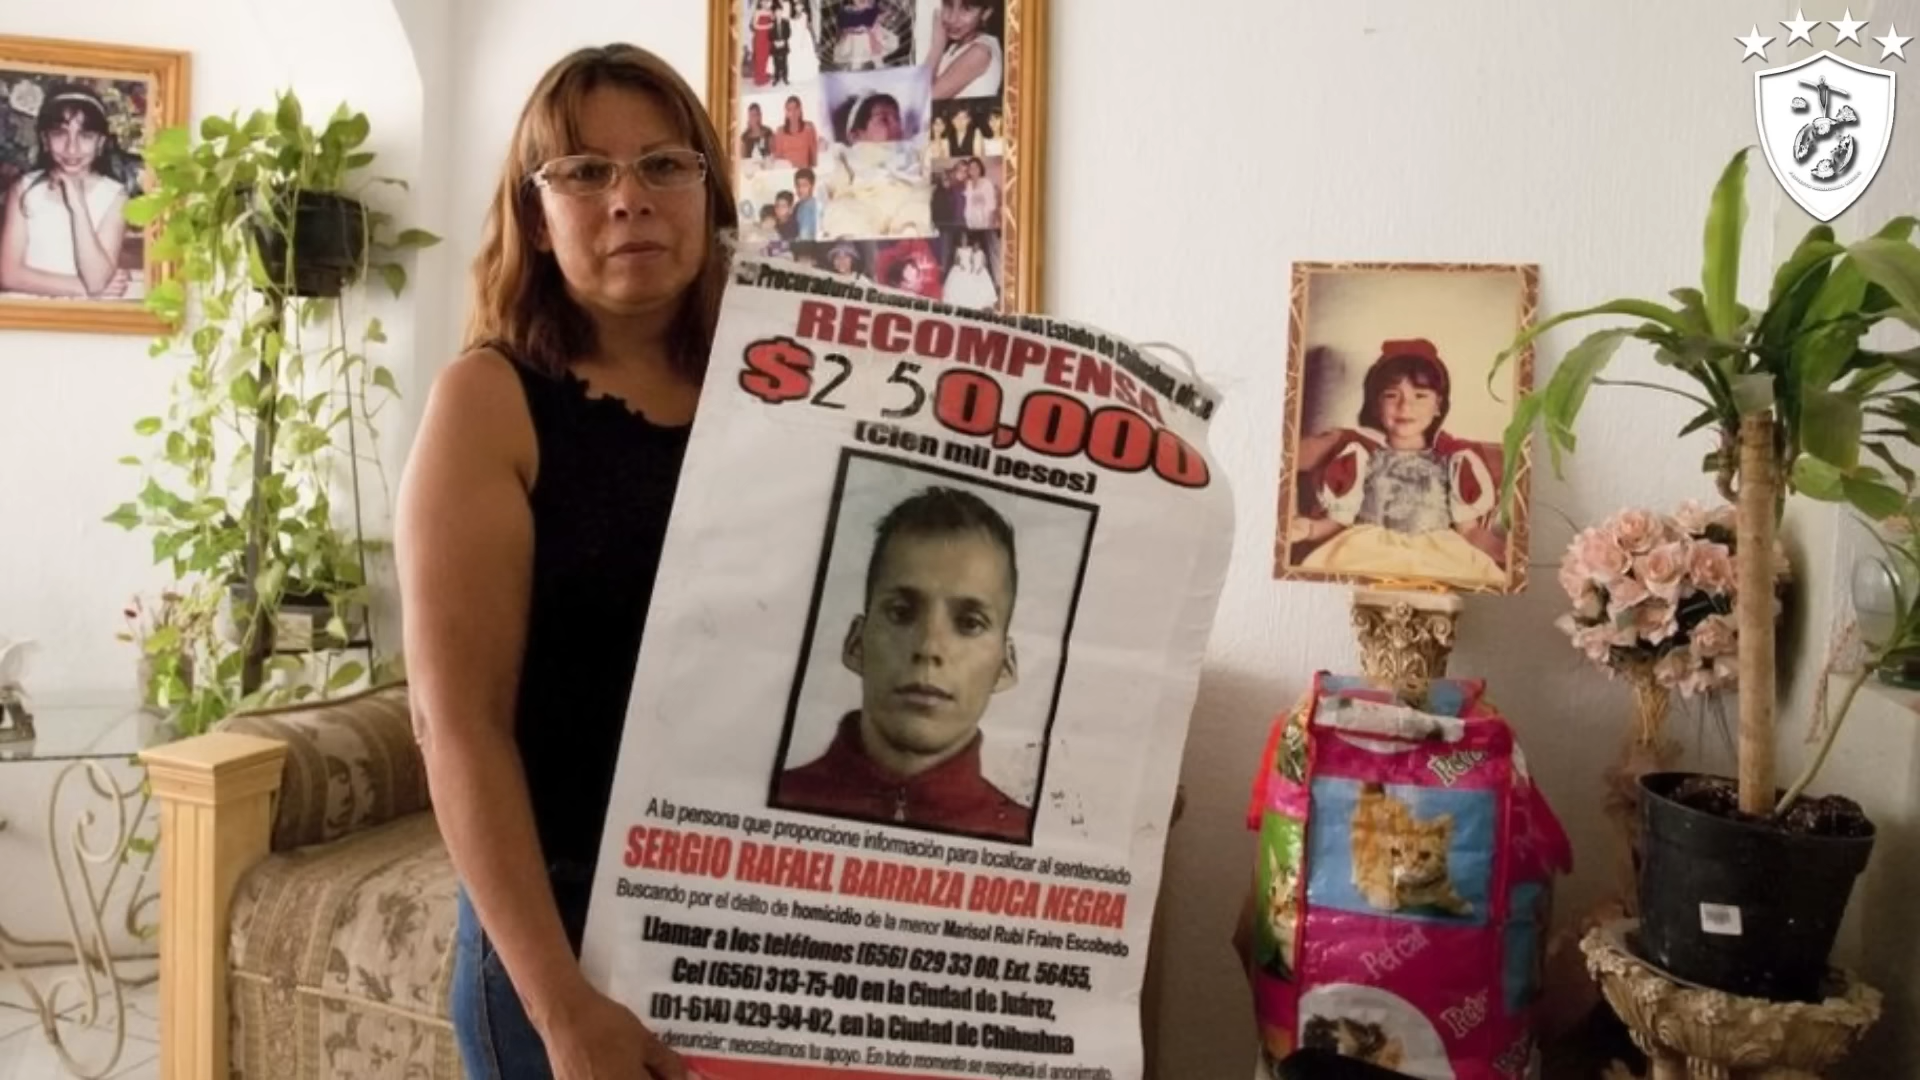 Procuraduría General de Justicia del Estado de Chihuahua ofrece
RECOMPENSA
$250,000
(Cien mil pesos)
A la persona que proporcione información para localizar al sentenciado
SERGIO RAFAEL BARRAZA BOCA NEGRA
Buscando por el delito de homicidio de la menor Marisol Rubi Fraire Escobedo
Llamar a los teléfonos (656) 629 33 00, Ext. 56455,
Cel (656) 313-75-00 en la Ciudad de Juárez,
(01-614) 429-94-02, en la Ciudad de Chihuahua
denunciar; necesitamos tu apoyo. En todo momento se respetará el anonimato.
Petcat